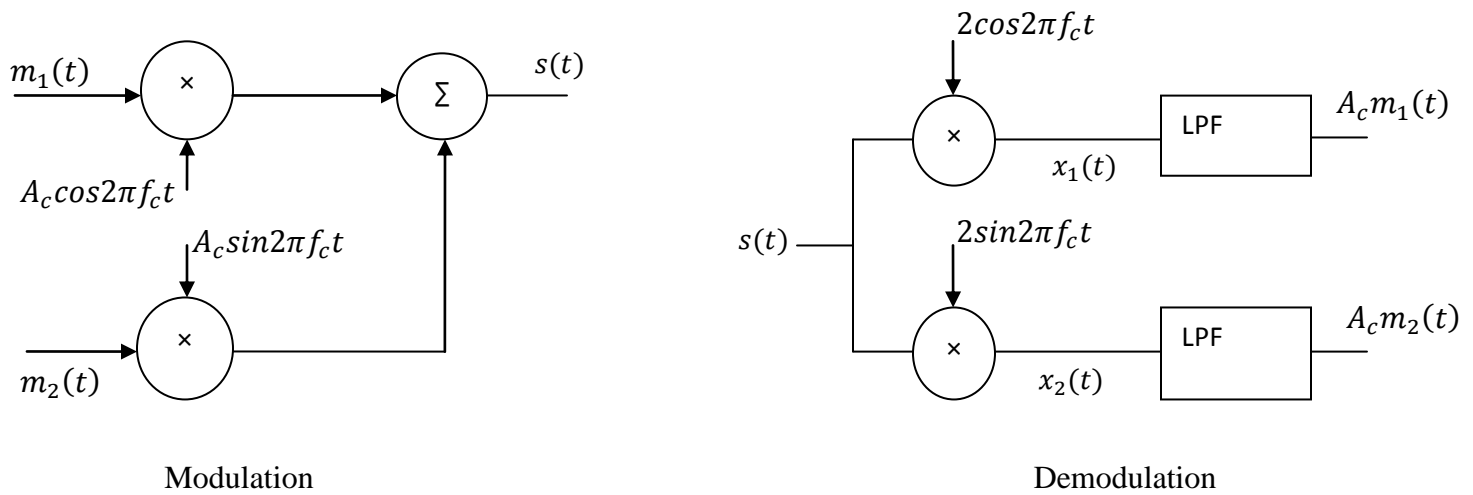 m₁(t)
×
Σ
s(t)
A_c cos2πf_c t
A_c sin2πf_c t
×
m₂(t)
Modulation
2cos2πf_c t
×
x₁(t)
LPF
A_c m₁(t)
s(t)
2sin2πf_c t
×
x₂(t)
LPF
A_c m₂(t)
Demodulation